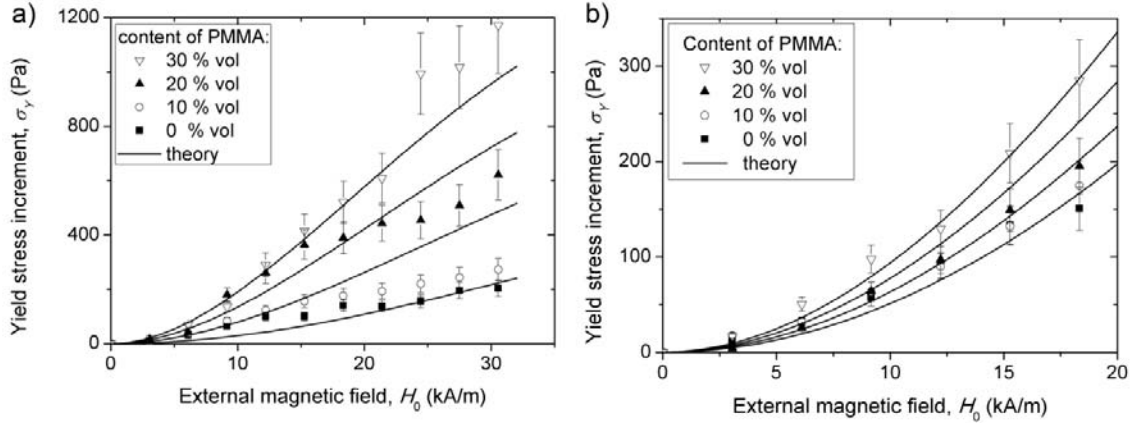 a)
1200
800
400
0
Yield stress increment, σY (Pa)
content of PMMA:
30 % vol
20 % vol
10 % vol
0 % vol
theory
0 10 20 30
External magnetic field, H0 (kA/m)
b)
300
200
100
0
Yield stress increment, σY (Pa)
Content of PMMA:
30 % vol
20 % vol
10 % vol
0 % vol
theory
0 5 10 15 20
External magnetic field, H0 (kA/m)